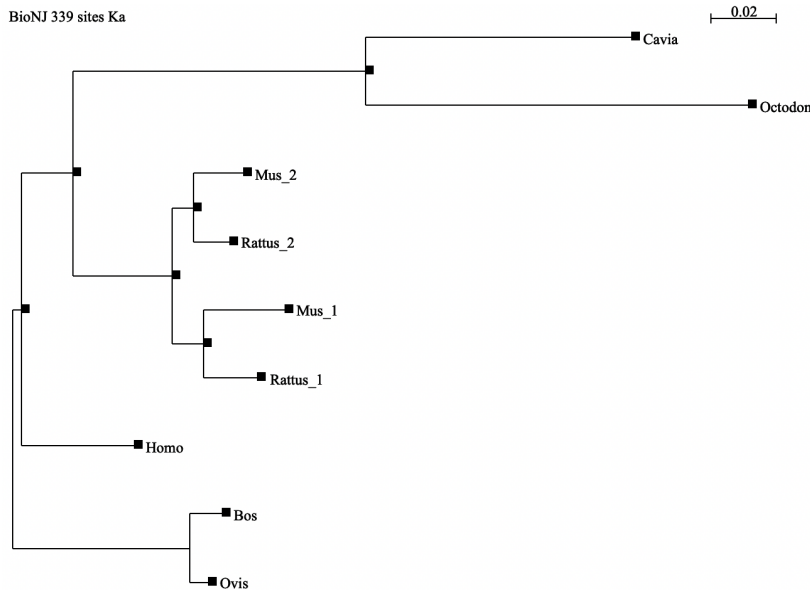 BioNJ 339 sites Ka
0.02
Cavia
Octodon
Mus_2
Rattus_2
Mus_1
Rattus_1
Homo
Bos
Ovis